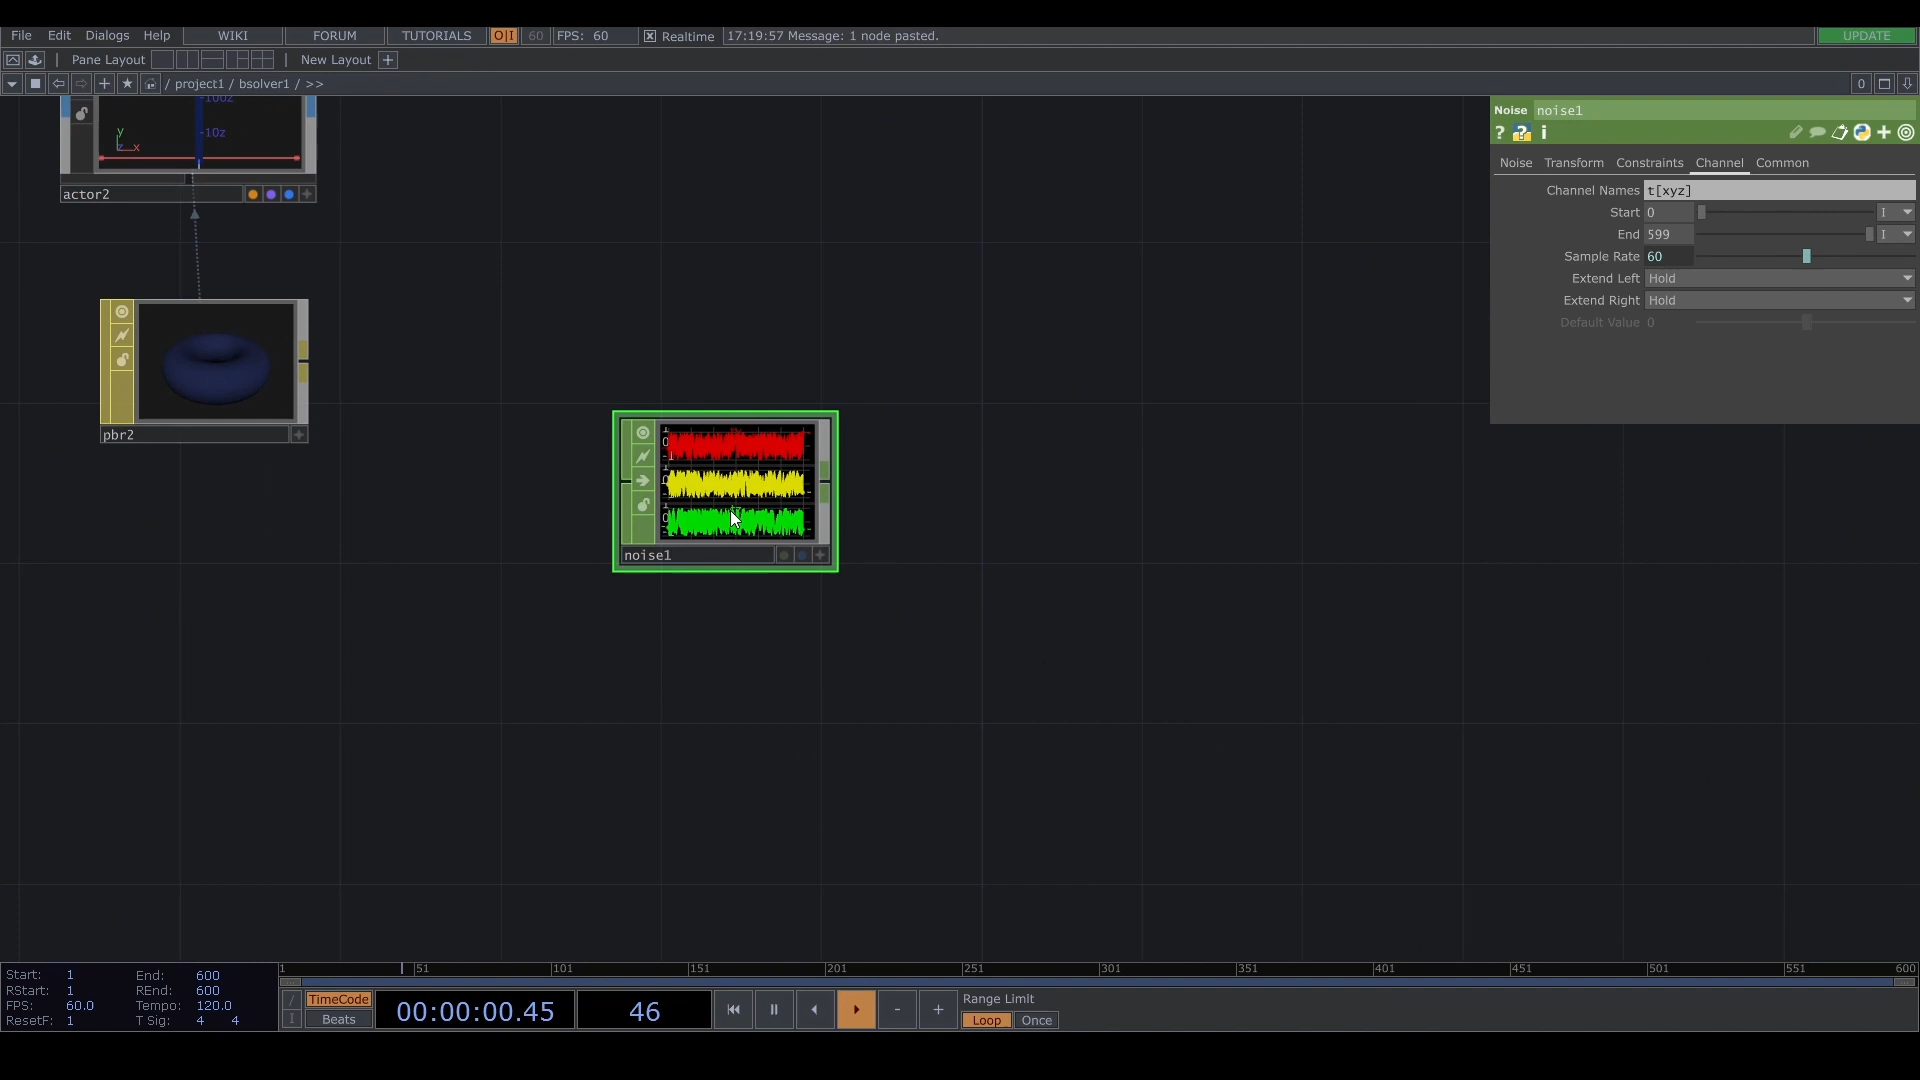 File Edit Dialogs Help WIKI FORUM TUTORIALS O|I 60 FPS: 60 Realtime 17:19:57 Message: 1 node pasted. UPDATE
Pane Layout New Layout +
/ project1 / bsolver1 / >> 0
-100z
-10z
y
z x
actor2
pbr2
noise1
Noise noise1
? ? i
Noise Transform Constraints Channel Common
Channel Names t[xyz]
Start 0 I
End 599 I
Sample Rate 60
Extend Left Hold
Extend Right Hold
Default Value 0
1 51 101 151 201 251 301 351 401 451 501 551 600
Start: 1 End: 600
RStart: 1 REnd: 600
FPS: 60.0 Tempo: 120.0
ResetF: 1 T Sig: 4 4
/ TimeCode
I Beats
00:00:00.45 46 - +
Range Limit
Loop Once